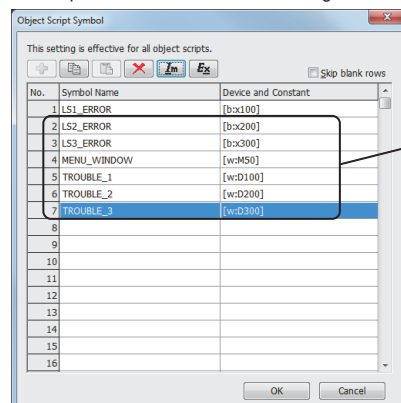 Object Script Symbol
This setting is effective for all object scripts.
Im Ex Skip blank rows
No. Symbol Name Device and Constant
1 LS1_ERROR [b:x100]
2 LS2_ERROR [b:x200]
3 LS3_ERROR [b:x300]
4 MENU_WINDOW [w:M50]
5 TROUBLE_1 [w:D100]
6 TROUBLE_2 [w:D200]
7 TROUBLE_3 [w:D300]
8
9
10
11
12
13
14
15
16
OK Cancel